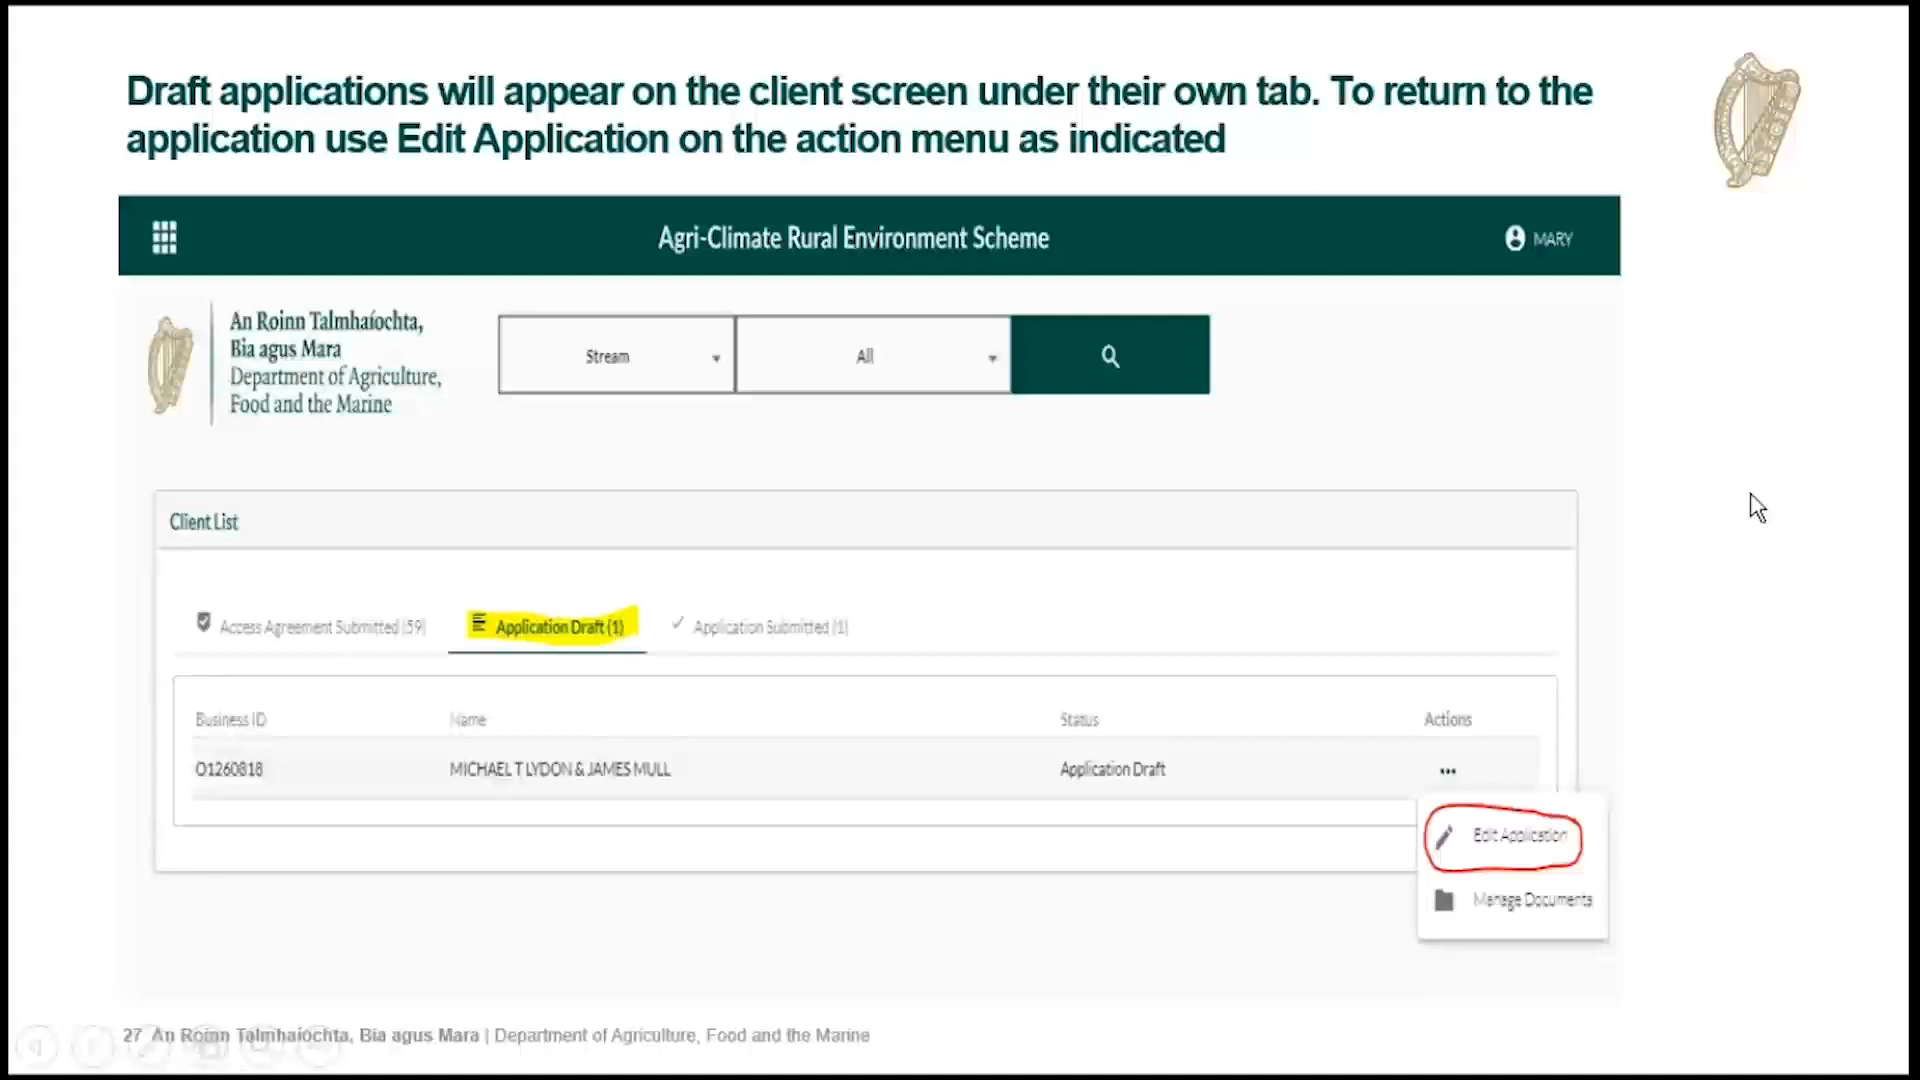 Draft applications will appear on the client screen under their own tab. To return to the
application use Edit Application on the action menu as indicated
Agri-Climate Rural Environment Scheme
MARY
An Roinn Talmhaíochta,
Bia agus Mara
Department of Agriculture,
Food and the Marine
Stream
All
Client List
Access Agreement Submitted (59)
Application Draft (1)
Application Submitted (1)
Business ID Name Status Actions
O1260818 MICHAEL T LYDON & JAMES MULL Application Draft ...
Edit Application
Manage Documents
27 An Roinn Talmhaíochta, Bia agus Mara | Department of Agriculture, Food and the Marine